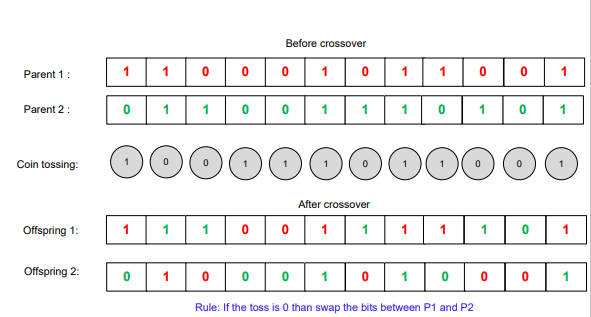 Before crossover
Parent 1 : 1 1 0 0 0 1 0 1 1 0 0 1
Parent 2 : 0 1 1 0 0 1 1 1 0 1 0 1
Coin tossing: 1 0 0 1 1 1 0 1 1 0 0 1
After crossover
Offspring 1: 1 1 1 0 0 1 1 1 1 1 0 1
Offspring 2: 0 1 0 0 0 1 0 1 0 0 0 1
Rule: If the toss is 0 than swap the bits between P1 and P2